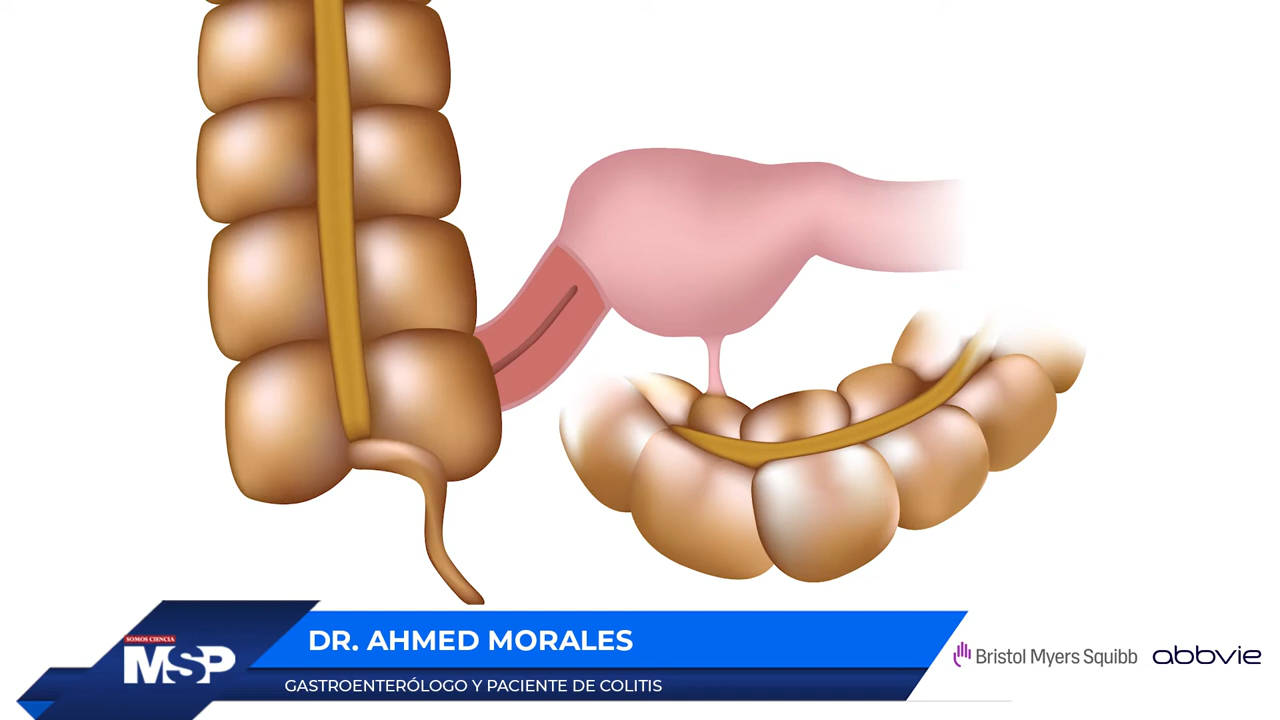 SOMOS CIENCIA
MSP
DR. AHMED MORALES
GASTROENTERÓLOGO Y PACIENTE DE COLITIS
Bristol Myers Squibb
abbvie